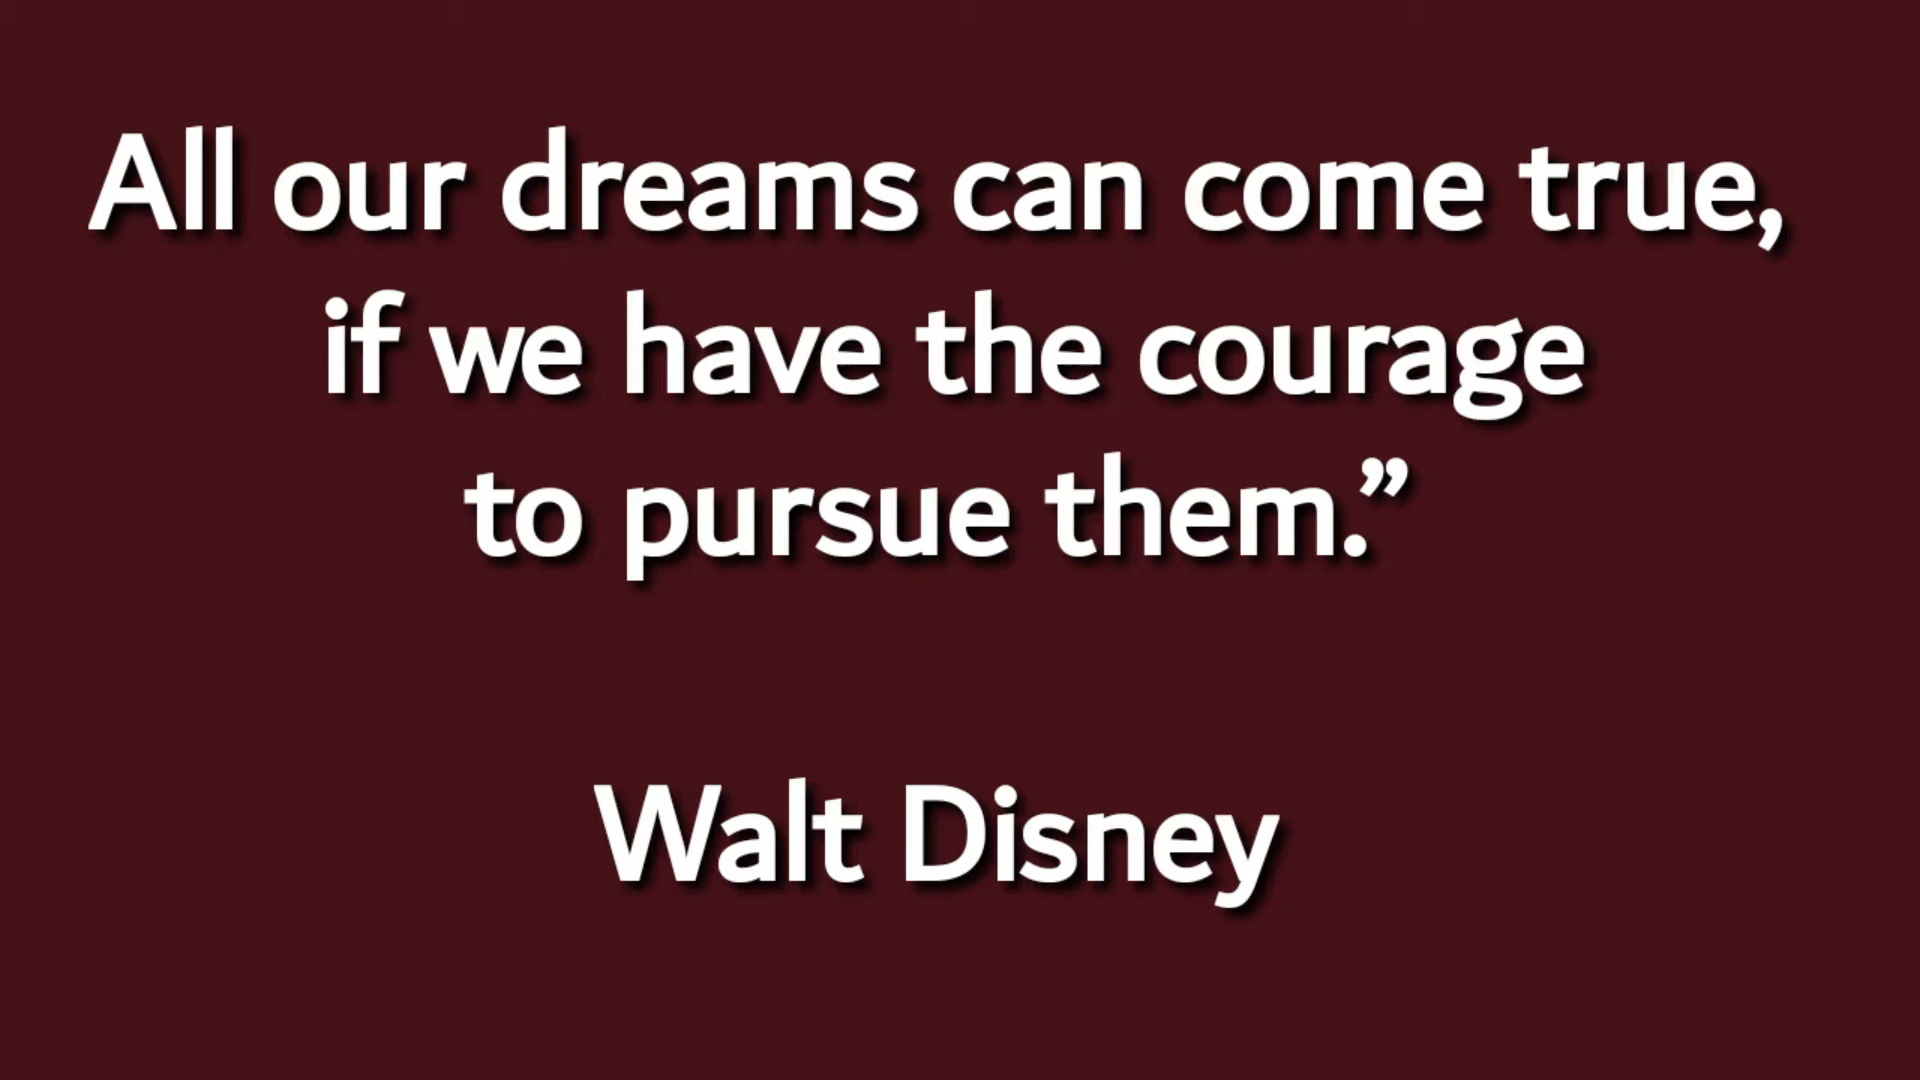 All our dreams can come true,
if we have the courage
to pursue them.”
Walt Disney